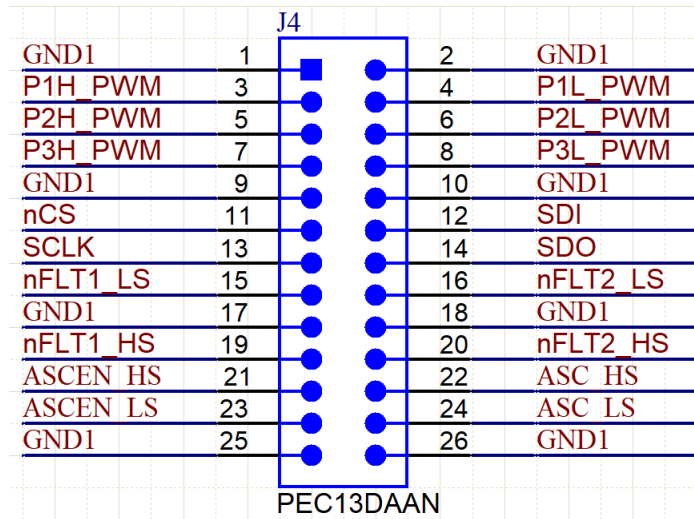 J4
GND1 1 2 GND1
P1H_PWM 3 4 P1L_PWM
P2H_PWM 5 6 P2L_PWM
P3H_PWM 7 8 P3L_PWM
GND1 9 10 GND1
nCS 11 12 SDI
SCLK 13 14 SDO
nFLT1_LS 15 16 nFLT2_LS
GND1 17 18 GND1
nFLT1_HS 19 20 nFLT2_HS
ASCEN_HS 21 22 ASC_HS
ASCEN_LS 23 24 ASC_LS
GND1 25 26 GND1
PEC13DAAN